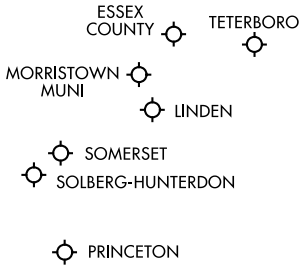 ESSEX
COUNTY
TETERBORO
MORRISTOWN
MUNI
LINDEN
SOMERSET
SOLBERG-HUNTERDON
PRINCETON